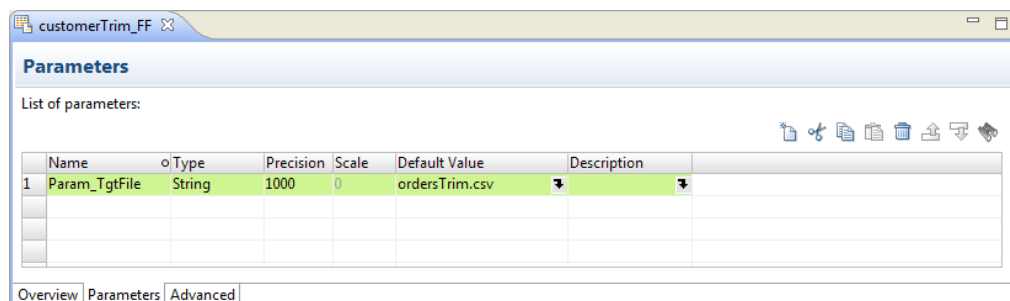 customerTrim_FF
Parameters
List of parameters:
Name Type Precision Scale Default Value Description
1 Param_TgtFile String 1000 0 ordersTrim.csv
Overview Parameters Advanced